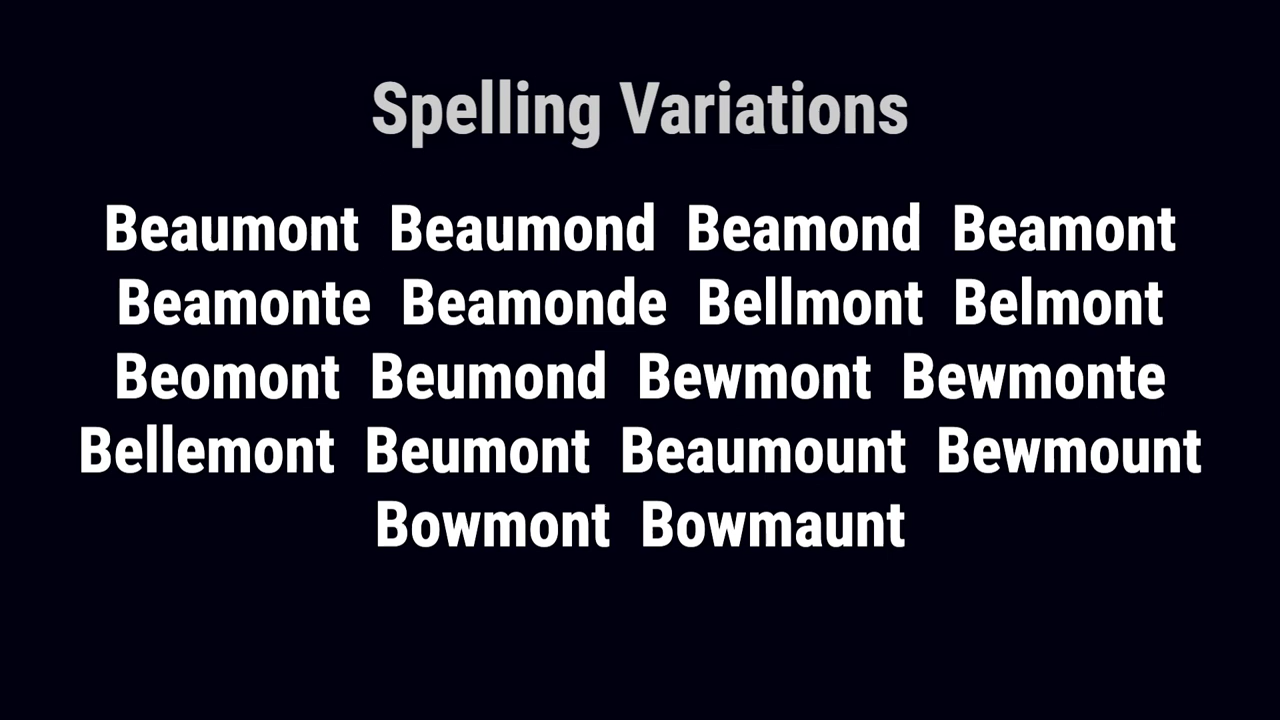 Spelling Variations
Beaumont Beaumond Beamond Beamont
Beamonte Beamonde Bellmont Belmont
Beomont Beumond Bewmont Bewmonte
Bellemont Beumont Beaumount Bewmount
Bowmont Bowmaunt